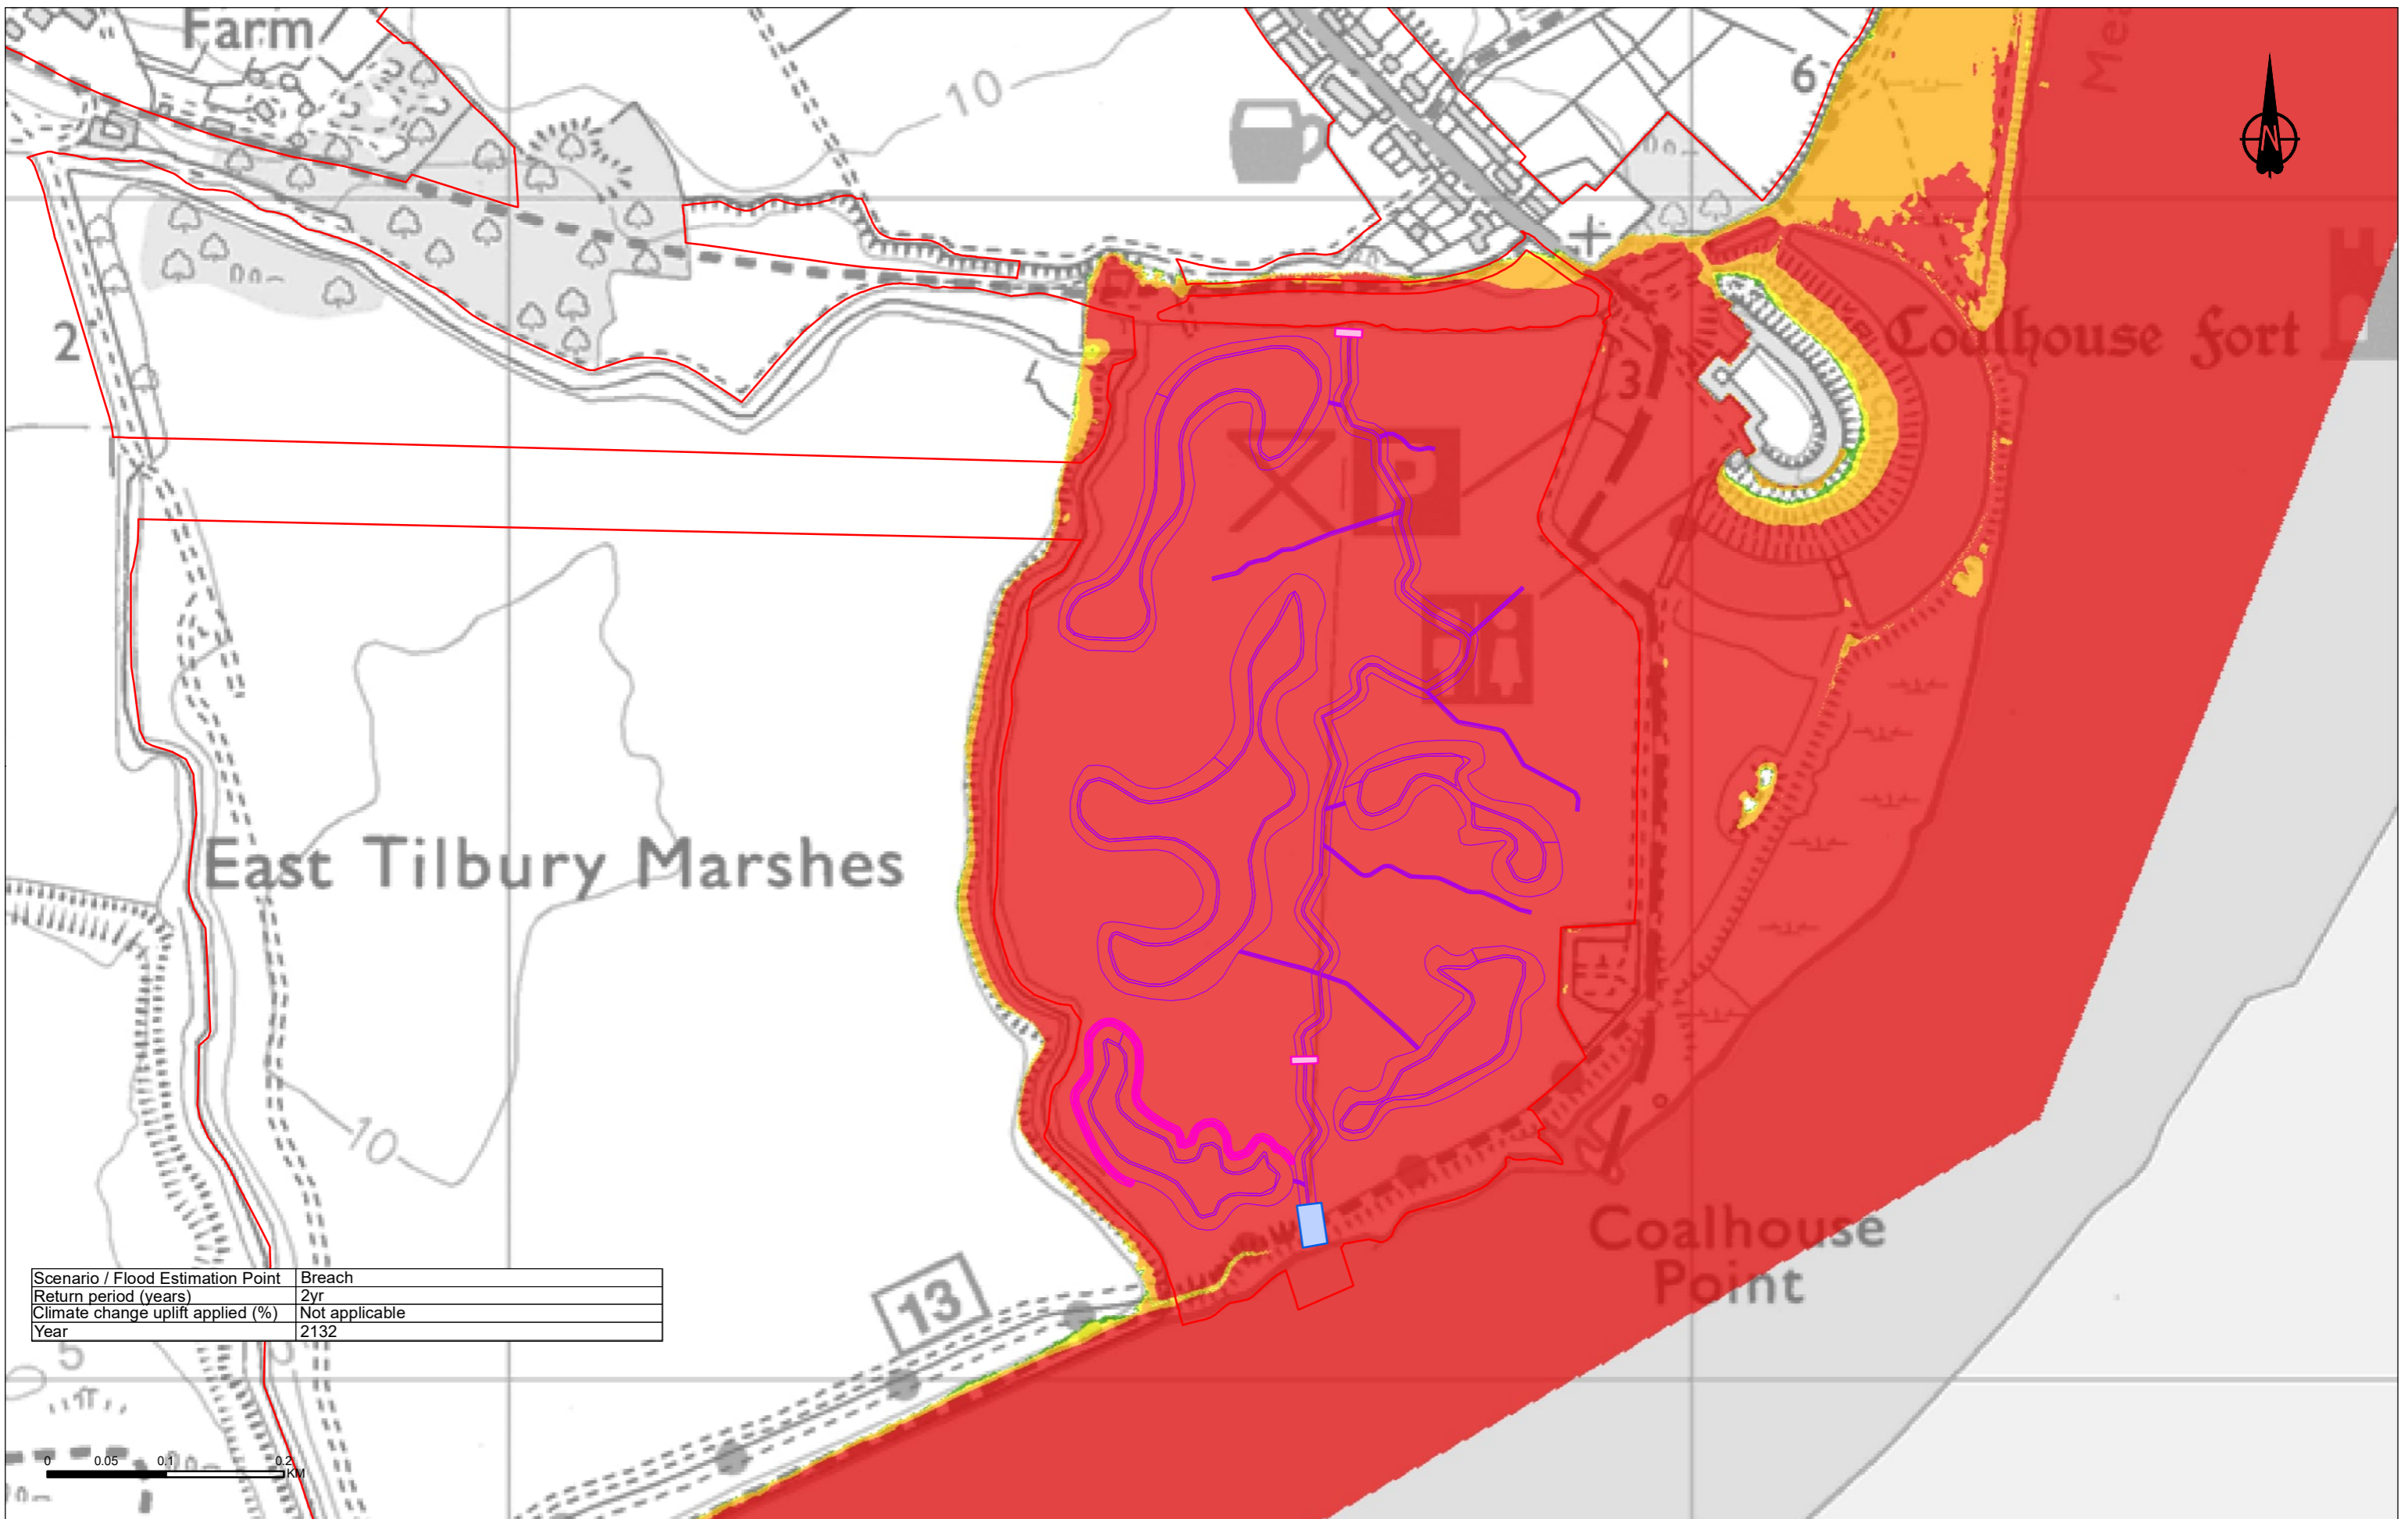 Farm
10
6
Mea
N
2
Coalhouse Fort
3
P
East Tilbury Marshes
10
Coalhouse
Point
13
Scenario / Flood Estimation Point Breach
Return period (years) 2yr
Climate change uplift applied (%) Not applicable
Year 2132
5
0 0.05 0.1 0.2
KM